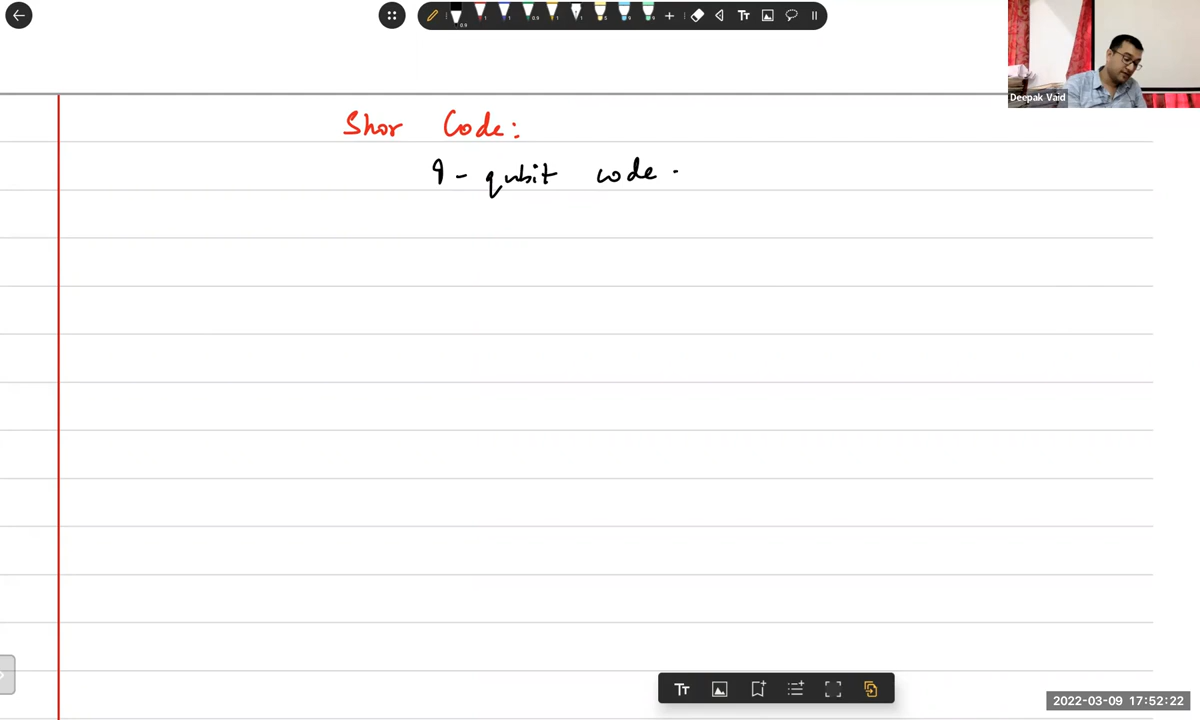 Deepak Vaid
Shor Code:
9 - qubit code .
2022-03-09 17:52:22